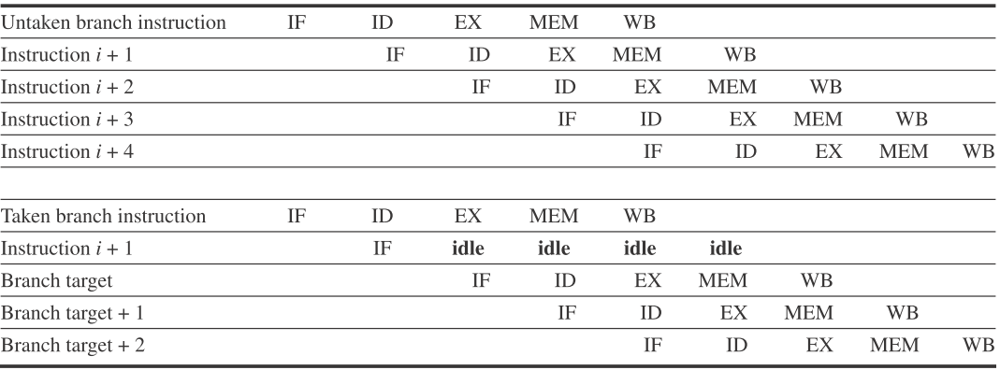 Untaken branch instruction IF ID EX MEM WB
Instruction i + 1 IF ID EX MEM WB
Instruction i + 2 IF ID EX MEM WB
Instruction i + 3 IF ID EX MEM WB
Instruction i + 4 IF ID EX MEM WB
Taken branch instruction IF ID EX MEM WB
Instruction i + 1 IF idle idle idle idle
Branch target IF ID EX MEM WB
Branch target + 1 IF ID EX MEM WB
Branch target + 2 IF ID EX MEM WB